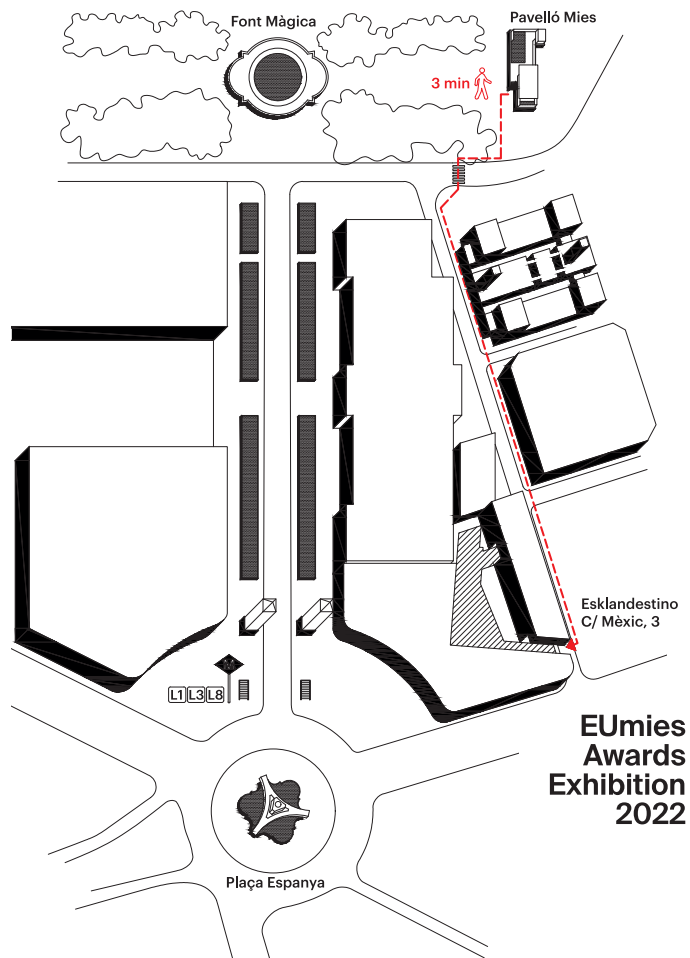 Font Màgica
Pavelló Mies
3 min
Esklandestino
C/ Mèxic, 3
M
L1 L3 L8
EUmies
Awards
Exhibition
2022
Plaça Espanya